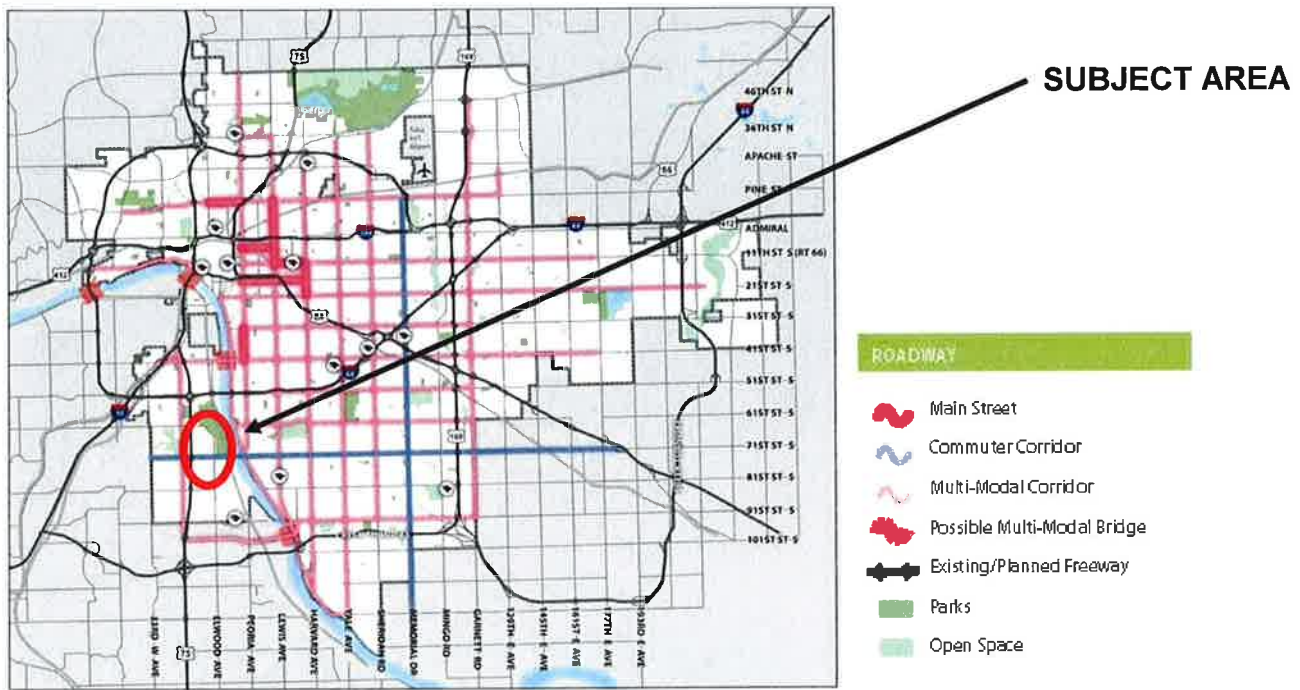 SUBJECT AREA
75
169
46TH ST N
36TH ST N
APACHE ST
66
PINE ST
412
ADMIRAL
11TH ST S (RT 66)
412
21ST ST S
31ST ST S
41ST ST S
51ST ST S
61ST ST S
169
71ST ST S
81ST ST S
91ST ST S
101ST ST S
75
33RD W. AVE
ELWOOD AVE
PEORIA AVE
LEWIS AVE
HARVARD AVE
YALE AVE
SHERIDAN RD
MEMORIAL DR
MINGO RD
GARNETT RD
129TH E AVE
145TH E AVE
161ST E AVE
177TH E AVE
193RD E AVE
ROADWAY
Main Street
Commuter Corridor
Multi-Modal Corridor
Possible Multi-Modal Bridge
Existing/Planned Freeway
Parks
Open Space